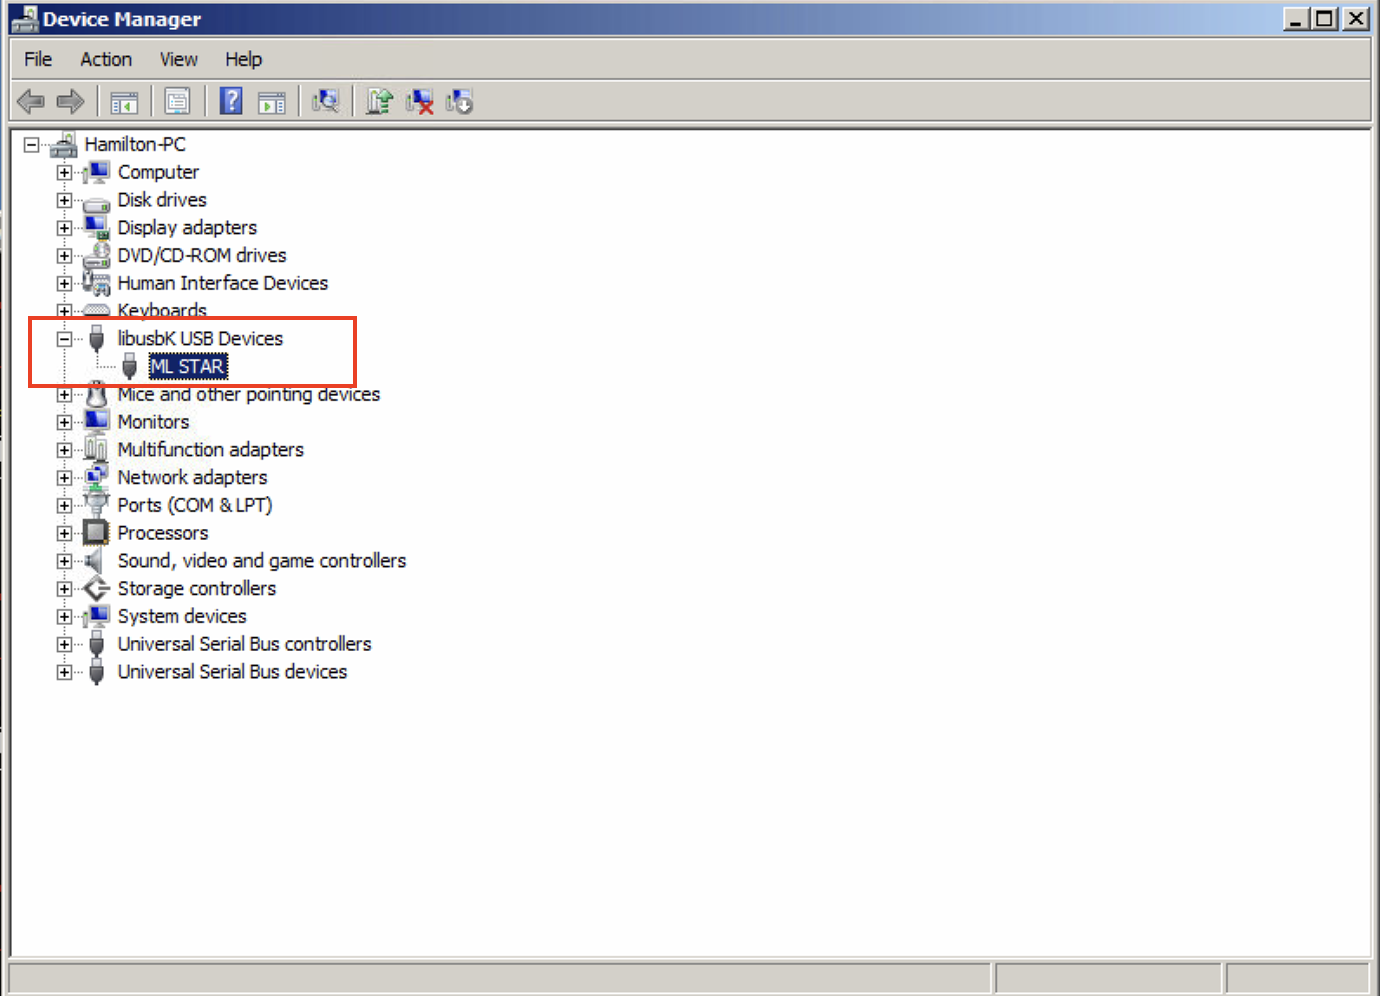 Device Manager
File Action View Help
Hamilton-PC
Computer
Disk drives
Display adapters
DVD/CD-ROM drives
Human Interface Devices
Keyboards
libusbK USB Devices
ML STAR
Mice and other pointing devices
Monitors
Multifunction adapters
Network adapters
Ports (COM & LPT)
Processors
Sound, video and game controllers
Storage controllers
System devices
Universal Serial Bus controllers
Universal Serial Bus devices